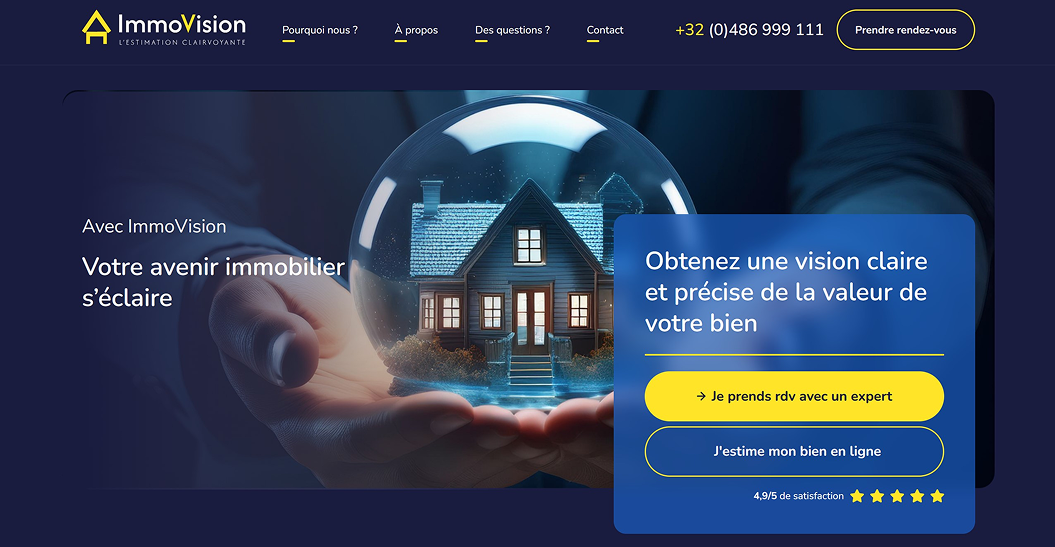 ImmoVision
L'ESTIMATION CLAIRVOYANTE
Pourquoi nous ?
À propos
Des questions ?
Contact
+32 (0)486 999 111
Prendre rendez-vous
Avec ImmoVision
Votre avenir immobilier
s’éclaire
Obtenez une vision claire
et précise de la valeur de
votre bien
→ Je prends rdv avec un expert
J'estime mon bien en ligne
4,9/5 de satisfaction